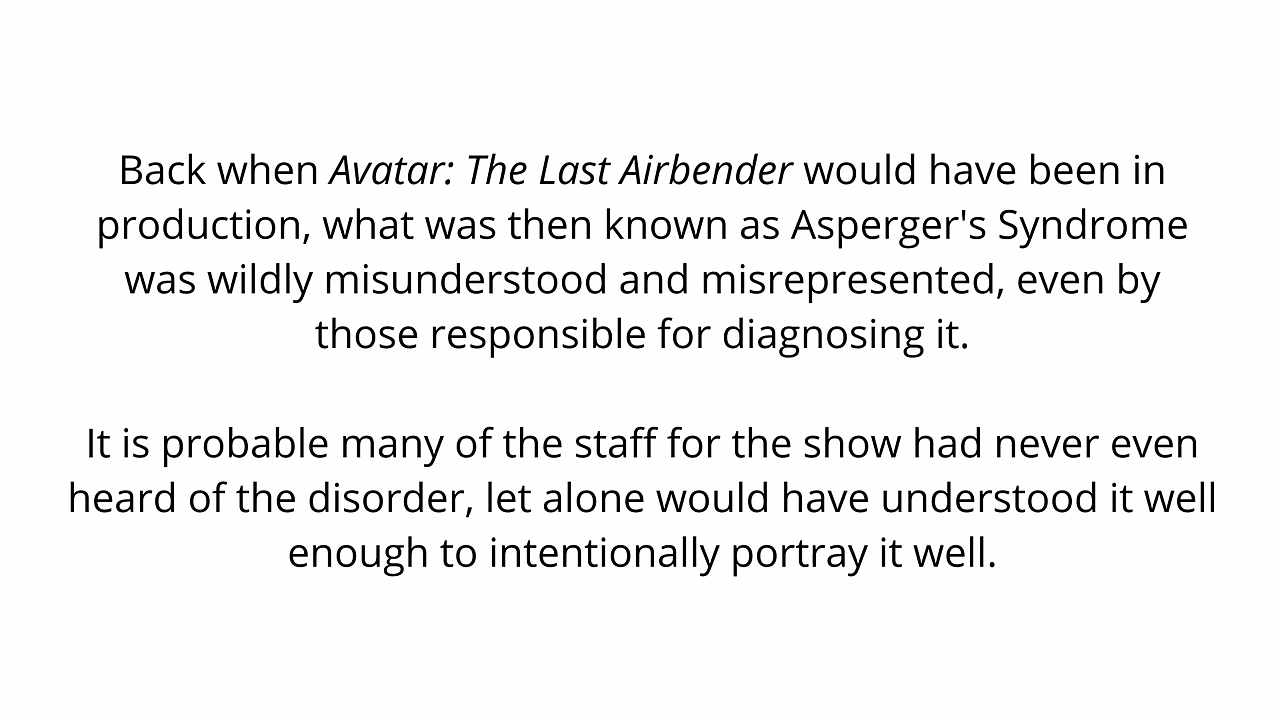 Back when Avatar: The Last Airbender would have been in
production, what was then known as Asperger's Syndrome
was wildly misunderstood and misrepresented, even by
those responsible for diagnosing it.
It is probable many of the staff for the show had never even
heard of the disorder, let alone would have understood it well
enough to intentionally portray it well.